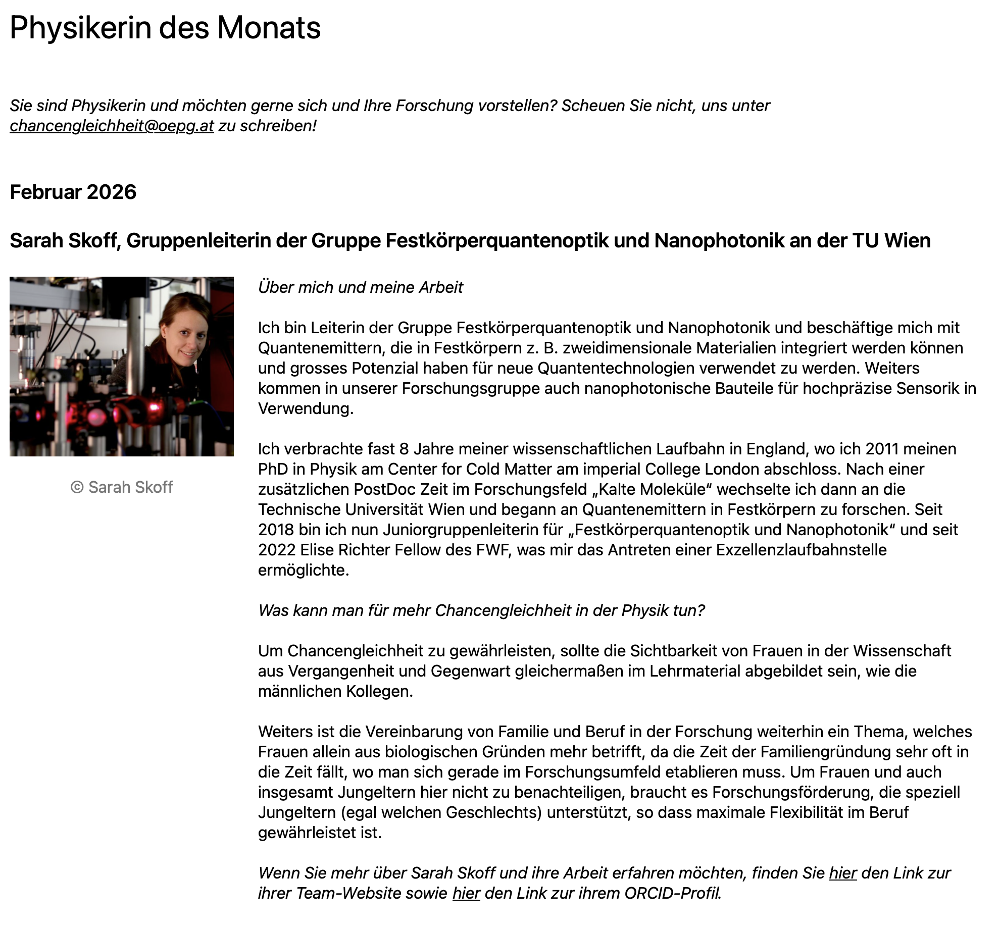 Physikerin des Monats
Sie sind Physikerin und möchten gerne sich und Ihre Forschung vorstellen? Scheuen Sie nicht, uns unter
chancengleichheit@oepg.at zu schreiben!
Februar 2026
Sarah Skoff, Gruppenleiterin der Gruppe Festkörperquantenoptik und Nanophotonik an der TU Wien
© Sarah Skoff
Über mich und meine Arbeit
Ich bin Leiterin der Gruppe Festkörperquantenoptik und Nanophotonik und beschäftige mich mit
Quantenemittern, die in Festkörpern z. B. zweidimensionale Materialien integriert werden können
und grosses Potenzial haben für neue Quantentechnologien verwendet zu werden. Weiters
kommen in unserer Forschungsgruppe auch nanophotonische Bauteile für hochpräzise Sensorik in
Verwendung.
Ich verbrachte fast 8 Jahre meiner wissenschaftlichen Laufbahn in England, wo ich 2011 meinen
PhD in Physik am Center for Cold Matter am imperial College London abschloss. Nach einer
zusätzlichen PostDoc Zeit im Forschungsfeld „Kalte Moleküle“ wechselte ich dann an die
Technische Universität Wien und begann an Quantenemittern in Festkörpern zu forschen. Seit
2018 bin ich nun Juniorgruppenleiterin für „Festkörperquantenoptik und Nanophotonik“ und seit
2022 Elise Richter Fellow des FWF, was mir das Antreten einer Exzellenzlaufbahnstelle
ermöglichte.
Was kann man für mehr Chancengleichheit in der Physik tun?
Um Chancengleichheit zu gewährleisten, sollte die Sichtbarkeit von Frauen in der Wissenschaft
aus Vergangenheit und Gegenwart gleichermaßen im Lehrmaterial abgebildet sein, wie die
männlichen Kollegen.
Weiters ist die Vereinbarung von Familie und Beruf in der Forschung weiterhin ein Thema, welches
Frauen allein aus biologischen Gründen mehr betrifft, da die Zeit der Familiengründung sehr oft in
die Zeit fällt, wo man sich gerade im Forschungsumfeld etablieren muss. Um Frauen und auch
insgesamt Jungeltern hier nicht zu benachteiligen, braucht es Forschungsförderung, die speziell
Jungeltern (egal welchen Geschlechts) unterstützt, so dass maximale Flexibilität im Beruf
gewährleistet ist.
Wenn Sie mehr über Sarah Skoff und ihre Arbeit erfahren möchten, finden Sie hier den Link zur
ihrer Team-Website sowie hier den Link zur ihrem ORCID-Profil.